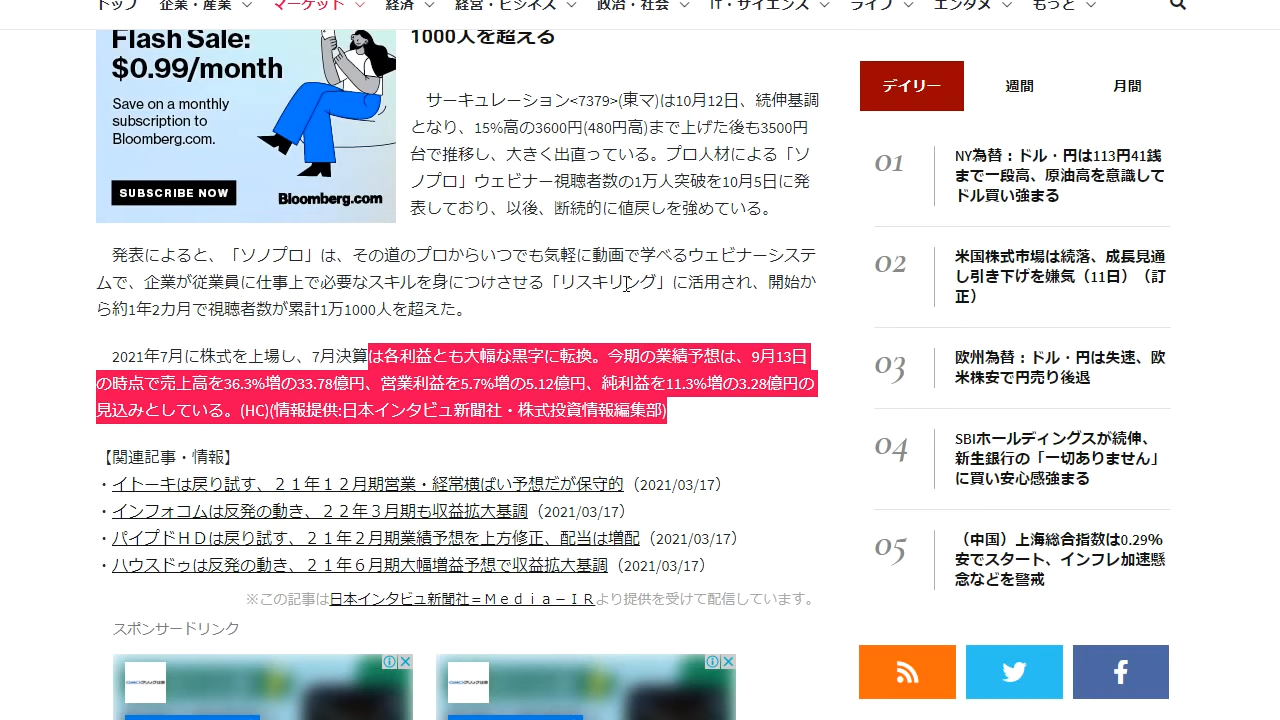 トップ 企業・産業 マーケット 経済 経営・ビジネス 政治・社会 IT・サイエンス ライフ エンタメ もっと
Flash Sale:
$0.99/month
Save on a monthly
subscription to
Bloomberg.com.
SUBSCRIBE NOW
Bloomberg.com
1000人を超える
サーキュレーション<7379>(東マ)は10月12日、続伸基調
となり、15%高の3600円(480円高)まで上げた後も3500円
台で推移し、大きく出直っている。プロ人材による「ソ
ノプロ」ウェビナー視聴者数の1万人突破を10月5日に発
表しており、以後、断続的に値戻しを強めている。
発表によると、「ソノプロ」は、その道のプロからいつでも気軽に動画で学べるウェビナーシステ
ムで、企業が従業員に仕事上で必要なスキルを身につけさせる「リスキリング」に活用され、開始か
ら約1年2カ月で視聴者数が累計1万1000人を超えた。
2021年7月に株式を上場し、7月決算は各利益とも大幅な黒字に転換。今期の業績予想は、9月13日
の時点で売上高を36.3%増の33.78億円、営業利益を5.7%増の5.12億円、純利益を11.3%増の3.28億円の
見込みとしている。(HC)(情報提供:日本インタビュ新聞社・株式投資情報編集部)
【関連記事・情報】
・イトーキは戻り試す、２１年１２月期営業・経常横ばい予想だが保守的（2021/03/17）
・インフォコムは反発の動き、２２年３月期も収益拡大基調（2021/03/17）
・パイプドＨＤは戻り試す、２１年２月期業績予想を上方修正、配当は増配（2021/03/17）
・ハウスドゥは反発の動き、２１年６月期大幅増益予想で収益拡大基調（2021/03/17）
※この記事は日本インタビュ新聞社＝Ｍｅｄｉａ－ＩＲより提供を受けて配信しています。
スポンサードリンク
デイリー 週間 月間
01
NY為替：ドル・円は113円41銭
まで一段高、原油高を意識して
ドル買い強まる
02
米国株式市場は続落、成長見通
し引き下げを嫌気（11日）（訂
正）
03
欧州為替：ドル・円は失速、欧
米株安で円売り後退
04
SBIホールディングスが続伸、
新生銀行の「一切ありません」
に買い安心感強まる
05
（中国）上海総合指数は0.29％
安でスタート、インフレ加速懸
念などを警戒